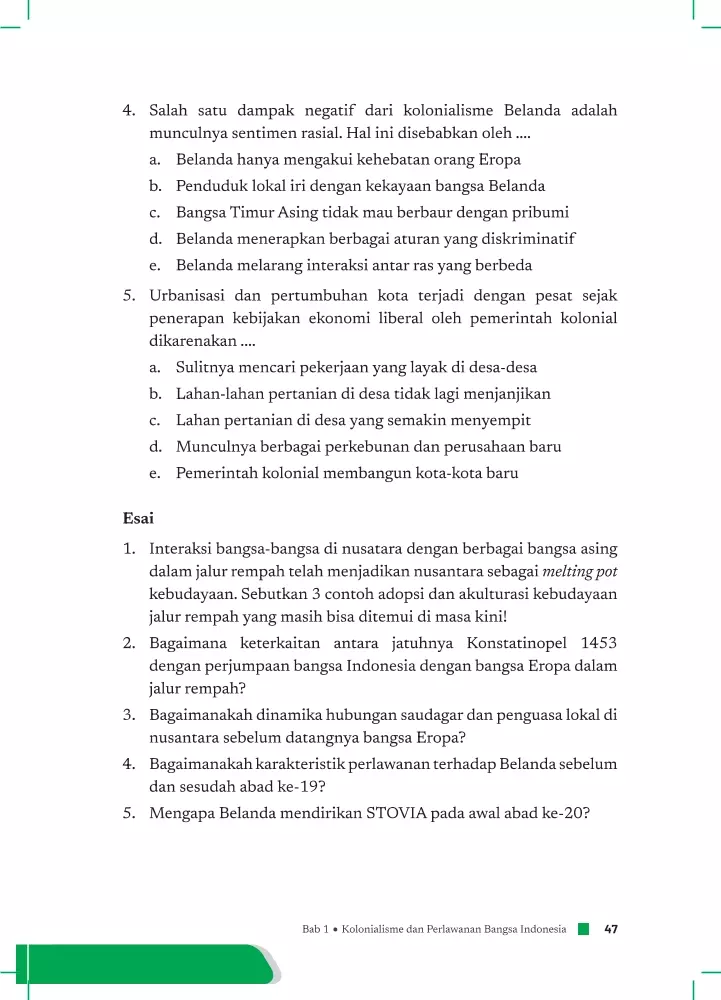 4. Salah satu dampak negatif dari kolonialisme Belanda adalah
munculnya sentimen rasial. Hal ini disebabkan oleh ....
a. Belanda hanya mengakui kehebatan orang Eropa
b. Penduduk lokal iri dengan kekayaan bangsa Belanda
c. Bangsa Timur Asing tidak mau berbaur dengan pribumi
d. Belanda menerapkan berbagai aturan yang diskriminatif
e. Belanda melarang interaksi antar ras yang berbeda
5. Urbanisasi dan pertumbuhan kota terjadi dengan pesat sejak
penerapan kebijakan ekonomi liberal oleh pemerintah kolonial
dikarenakan ....
a. Sulitnya mencari pekerjaan yang layak di desa-desa
b. Lahan-lahan pertanian di desa tidak lagi menjanjikan
c. Lahan pertanian di desa yang semakin menyempit
d. Munculnya berbagai perkebunan dan perusahaan baru
e. Pemerintah kolonial membangun kota-kota baru
Esai
1. Interaksi bangsa-bangsa di nusatara dengan berbagai bangsa asing
dalam jalur rempah telah menjadikan nusantara sebagai melting pot
kebudayaan. Sebutkan 3 contoh adopsi dan akulturasi kebudayaan
jalur rempah yang masih bisa ditemui di masa kini!
2. Bagaimana keterkaitan antara jatuhnya Konstatinopel 1453
dengan perjumpaan bangsa Indonesia dengan bangsa Eropa dalam
jalur rempah?
3. Bagaimanakah dinamika hubungan saudagar dan penguasa lokal di
nusantara sebelum datangnya bangsa Eropa?
4. Bagaimanakah karakteristik perlawanan terhadap Belanda sebelum
dan sesudah abad ke-19?
5. Mengapa Belanda mendirikan STOVIA pada awal abad ke-20?
Bab 1 • Kolonialisme dan Perlawanan Bangsa Indonesia 47